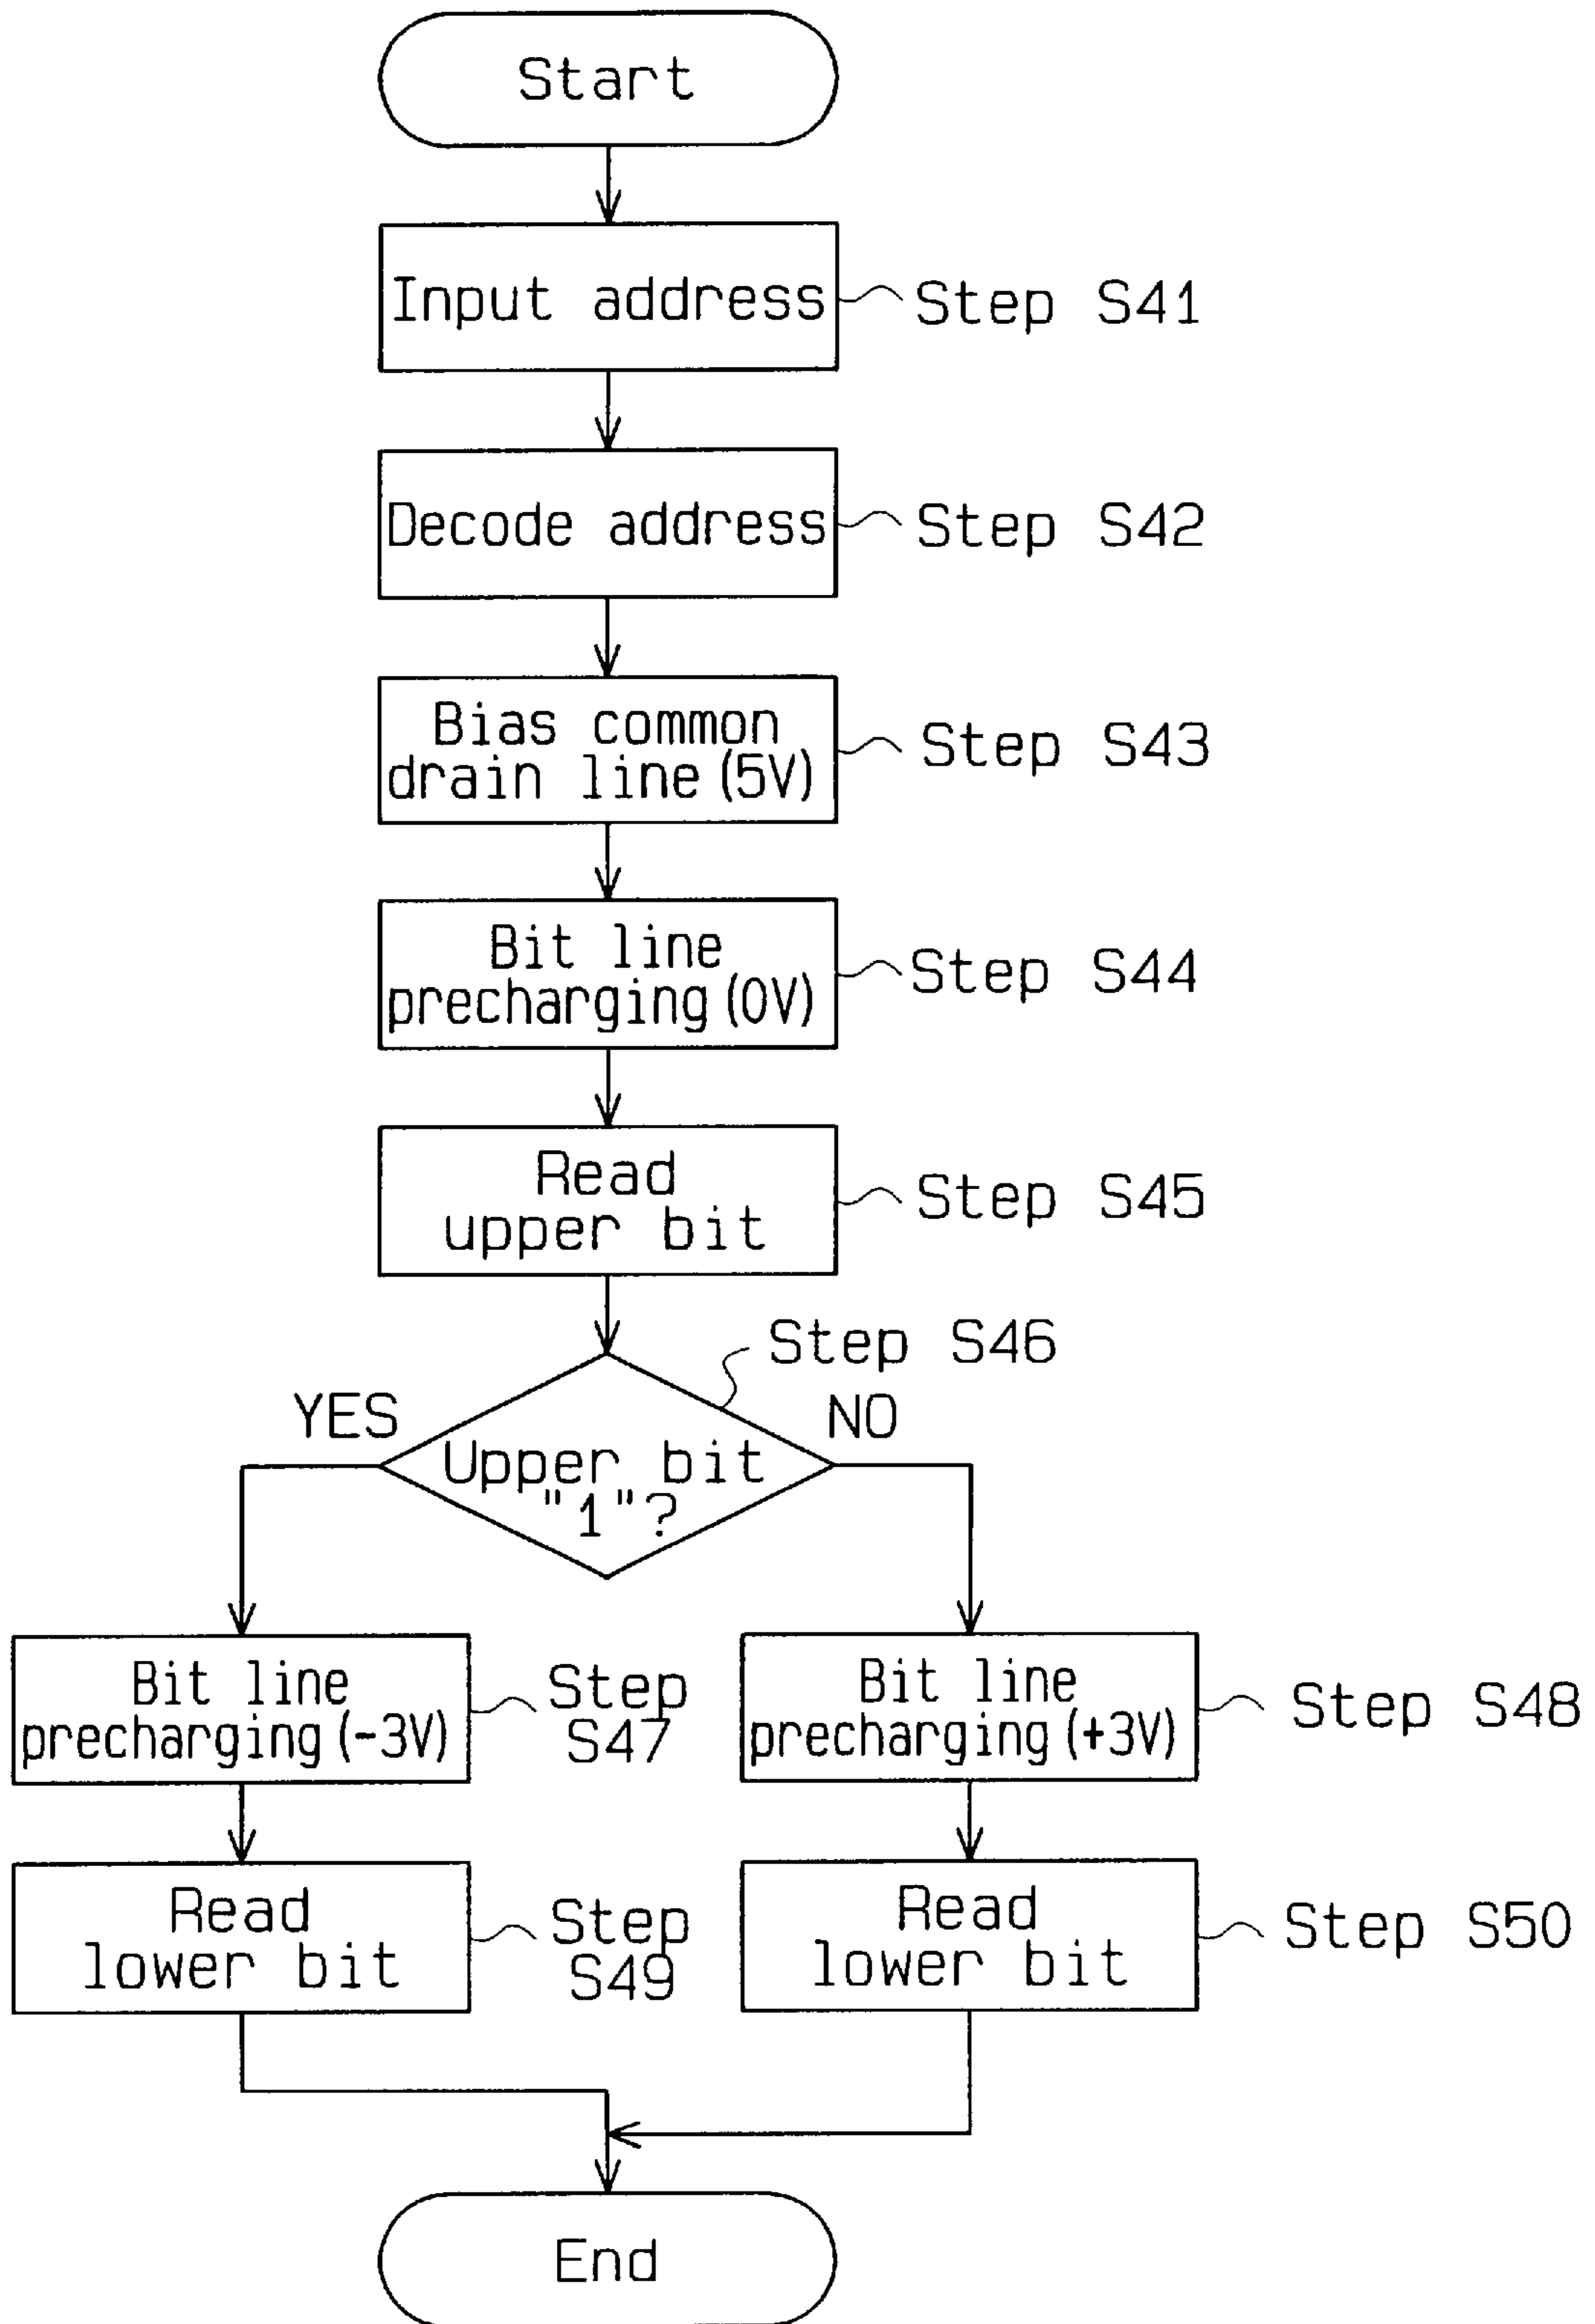 Start
Input address
Step S41
Decode address
Step S42
Bias common
drain line (5V)
Step S43
Bit line
precharging (0V)
Step S44
Read
upper bit
Step S45
Step S46
YES
NO
Upper bit
"1"?
Bit line
precharging (-3V)
Step
S47
Bit line
precharging (+3V)
Step S48
Read
lower bit
Step
S49
Read
lower bit
Step S50
End